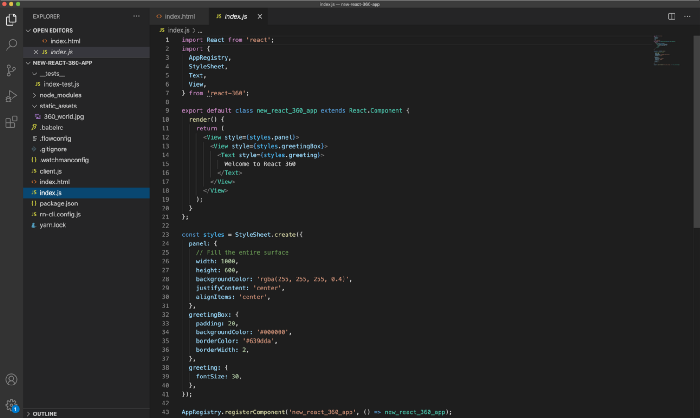 index.js — new-react-360-app
EXPLORER
OPEN EDITORS
index.html
index.js
NEW-REACT-360-APP
__tests__
index-test.js
node_modules
static_assets
360_world.jpg
.babelrc
.flowconfig
.gitignore
.watchmanconfig
client.js
index.html
index.js
package.json
rn-cli.config.js
yarn.lock
OUTLINE
1
index.html
index.js
index.js
1 import React from 'react';
2 import {
3 AppRegistry,
4 StyleSheet,
5 Text,
6 View,
7 } from 'react-360';
8
9 export default class new_react_360_app extends React.Component {
10 render() {
11 return (
12 <View style={styles.panel}>
13 <View style={styles.greetingBox}>
14 <Text style={styles.greeting}>
15 Welcome to React 360
16 </Text>
17 </View>
18 </View>
19 );
20 }
21 };
22
23 const styles = StyleSheet.create({
24 panel: {
25 // Fill the entire surface
26 width: 1000,
27 height: 600,
28 backgroundColor: 'rgba(255, 255, 255, 0.4)',
29 justifyContent: 'center',
30 alignItems: 'center',
31 },
32 greetingBox: {
33 padding: 20,
34 backgroundColor: '#000000',
35 borderColor: '#639dda',
36 borderWidth: 2,
37 },
38 greeting: {
39 fontSize: 30,
40 },
41 });
42
43 AppRegistry.registerComponent('new_react_360_app', () => new_react_360_app);